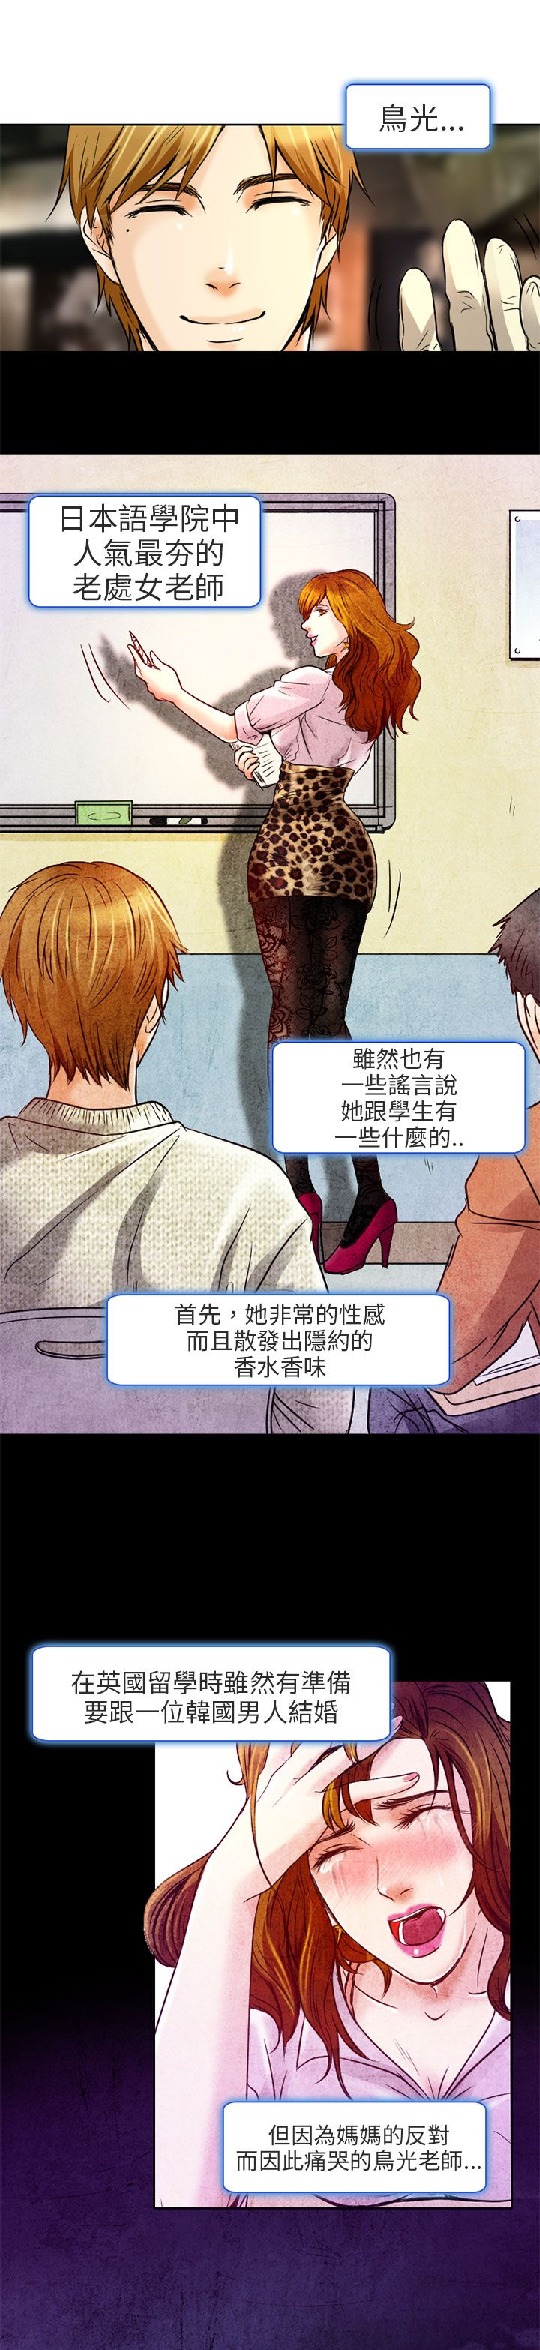 鳥光...
日本語學院中
人氣最夯的
老處女老師
雖然也有
一些謠言說
她跟學生有
一些什麼的..
首先，她非常的性感
而且散發出隱約的
香水香味
在英國留學時雖然有準備
要跟一位韓國男人結婚
但因為媽媽的反對
而因此痛哭的鳥光老師...